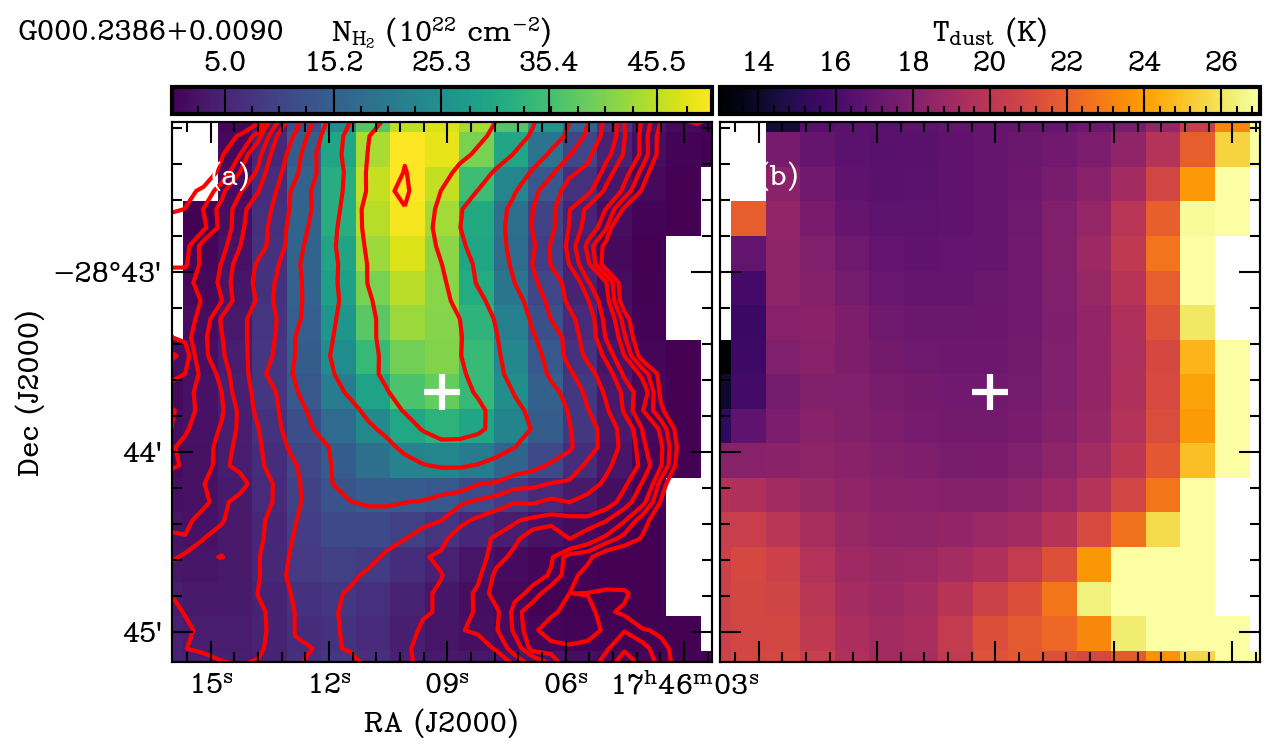 G000.2386+0.0090 N_H₂ (10²² cm⁻²) T_dust (K)
5.0 15.2 25.3 35.4 45.5 14 16 18 20 22 24 26
(a) (b)
−28°43'
44'
45'
Dec (J2000)
15ˢ 12ˢ 09ˢ 06ˢ 17ʰ46ᵐ03ˢ
RA (J2000)